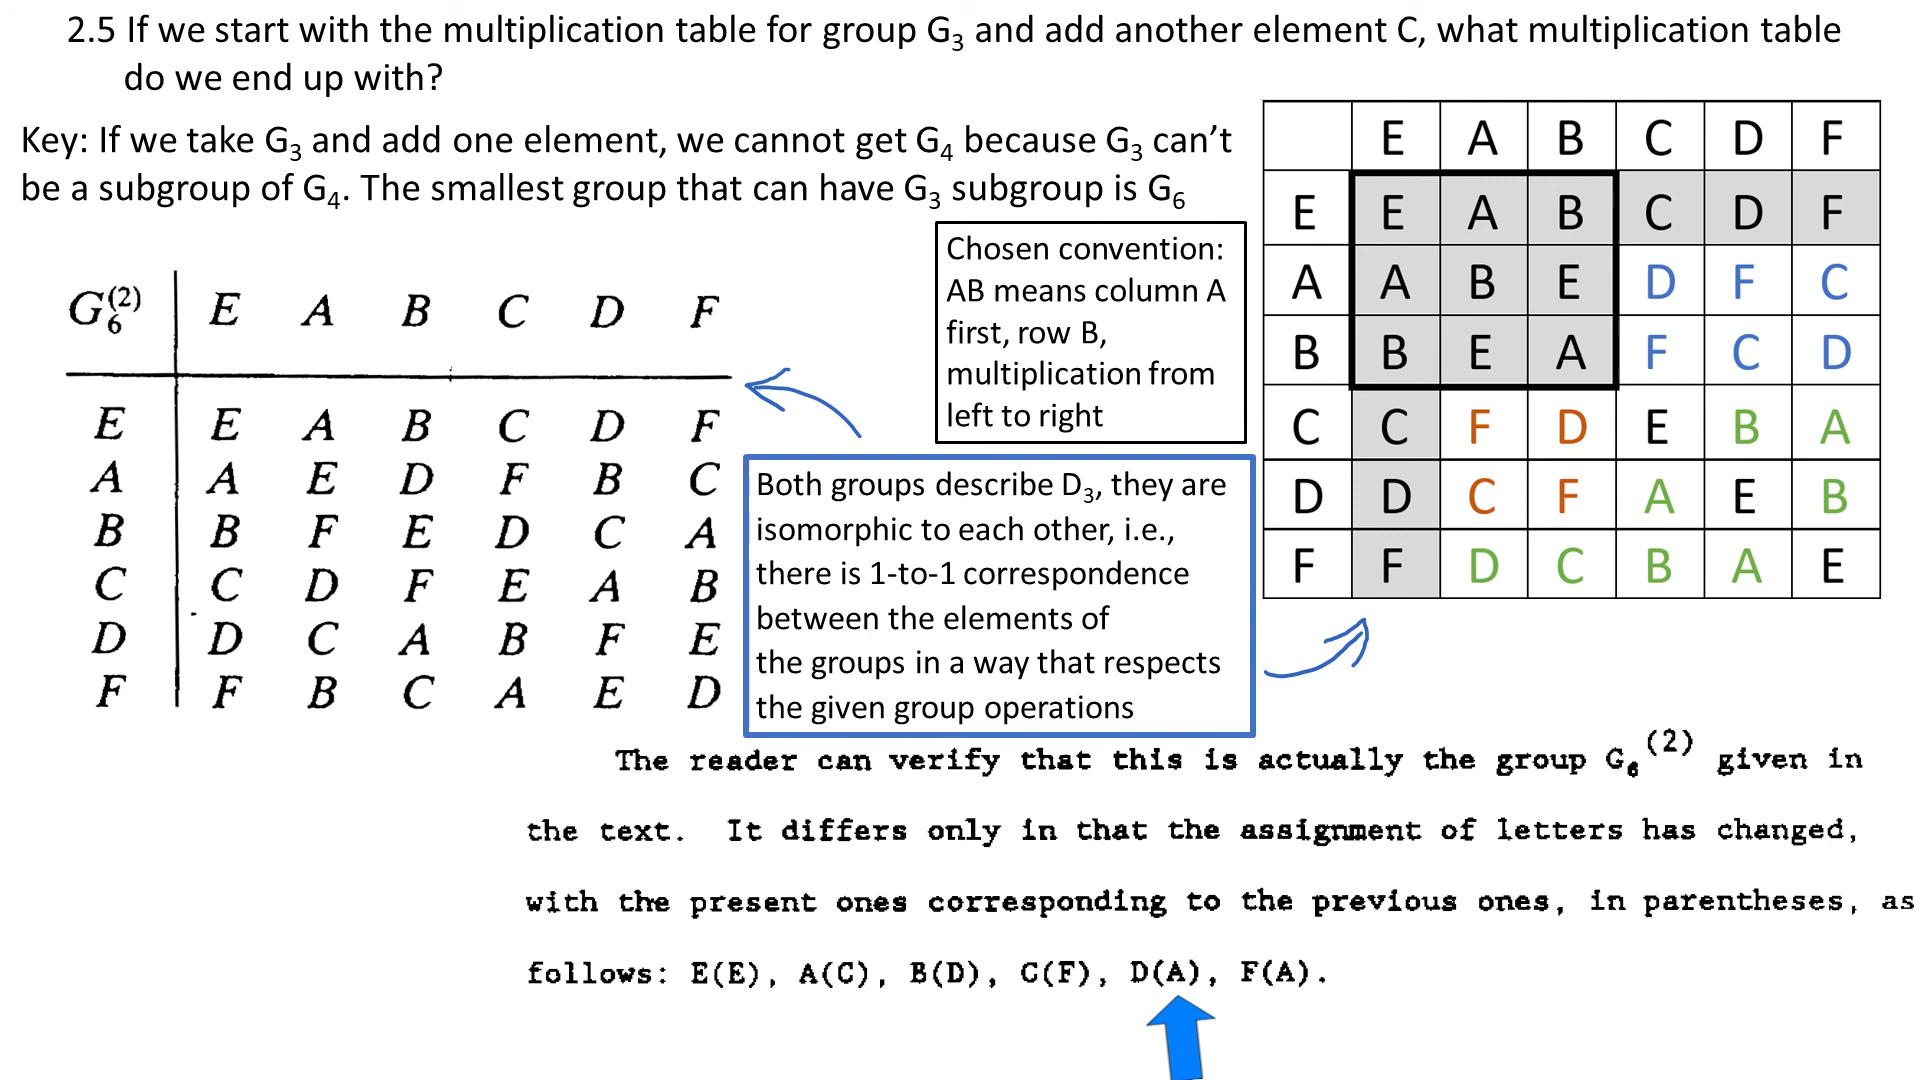 2.5 If we start with the multiplication table for group G₃ and add another element C, what multiplication table
do we end up with?
Key: If we take G₃ and add one element, we cannot get G₄ because G₃ can’t
be a subgroup of G₄. The smallest group that can have G₃ subgroup is G₆
G₆⁽²⁾ E A B C D F
E E A B C D F
A A E D F B C
B B F E D C A
C C D F E A B
D D C A B F E
F F B C A E D
Chosen convention:
AB means column A
first, row B,
multiplication from
left to right
Both groups describe D₃, they are
isomorphic to each other, i.e.,
there is 1-to-1 correspondence
between the elements of
the groups in a way that respects
the given group operations
E A B C D F
E E A B C D F
A A B E D F C
B B E A F C D
C C F D E B A
D D C F A E B
F F D C B A E
The reader can verify that this is actually the group G₆⁽²⁾ given in
the text. It differs only in that the assignment of letters has changed,
with the present ones corresponding to the previous ones, in parentheses, as
follows: E(E), A(C), B(D), C(F), D(A), F(A).